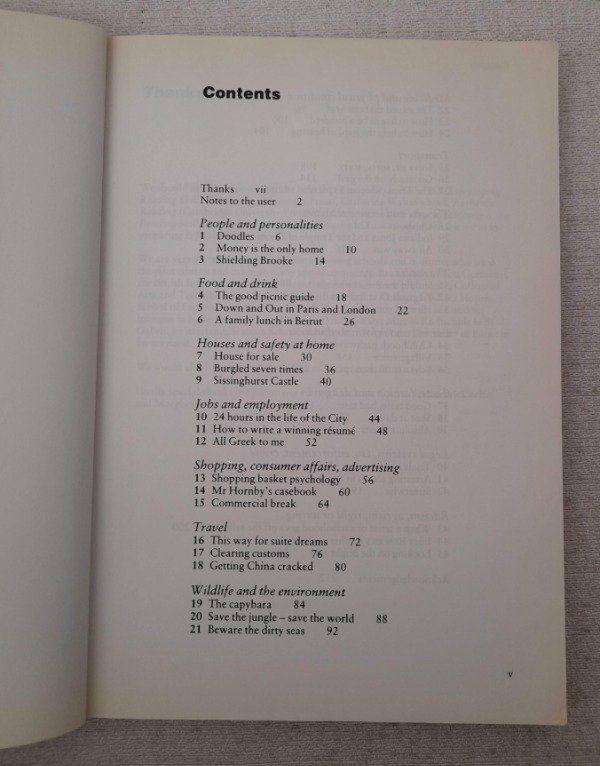 Contents
Thanks vii
Notes to the user 2
People and personalities
1 Doodles 6
2 Money is the only home 10
3 Shielding Brooke 14
Food and drink
4 The good picnic guide 18
5 Down and Out in Paris and London 22
6 A family lunch in Beirut 26
Houses and safety at home
7 House for sale 30
8 Burgled seven times 36
9 Sissinghurst Castle 40
Jobs and employment
10 24 hours in the life of the City 44
11 How to write a winning résumé 48
12 All Greek to me 52
Shopping, consumer affairs, advertising
13 Shopping basket psychology 56
14 Mr Hornby's casebook 60
15 Commercial break 64
Travel
16 This way for suite dreams 72
17 Clearing customs 76
18 Getting China cracked 80
Wildlife and the environment
19 The capybara 84
20 Save the jungle – save the world 88
21 Beware the dirty seas 92
v